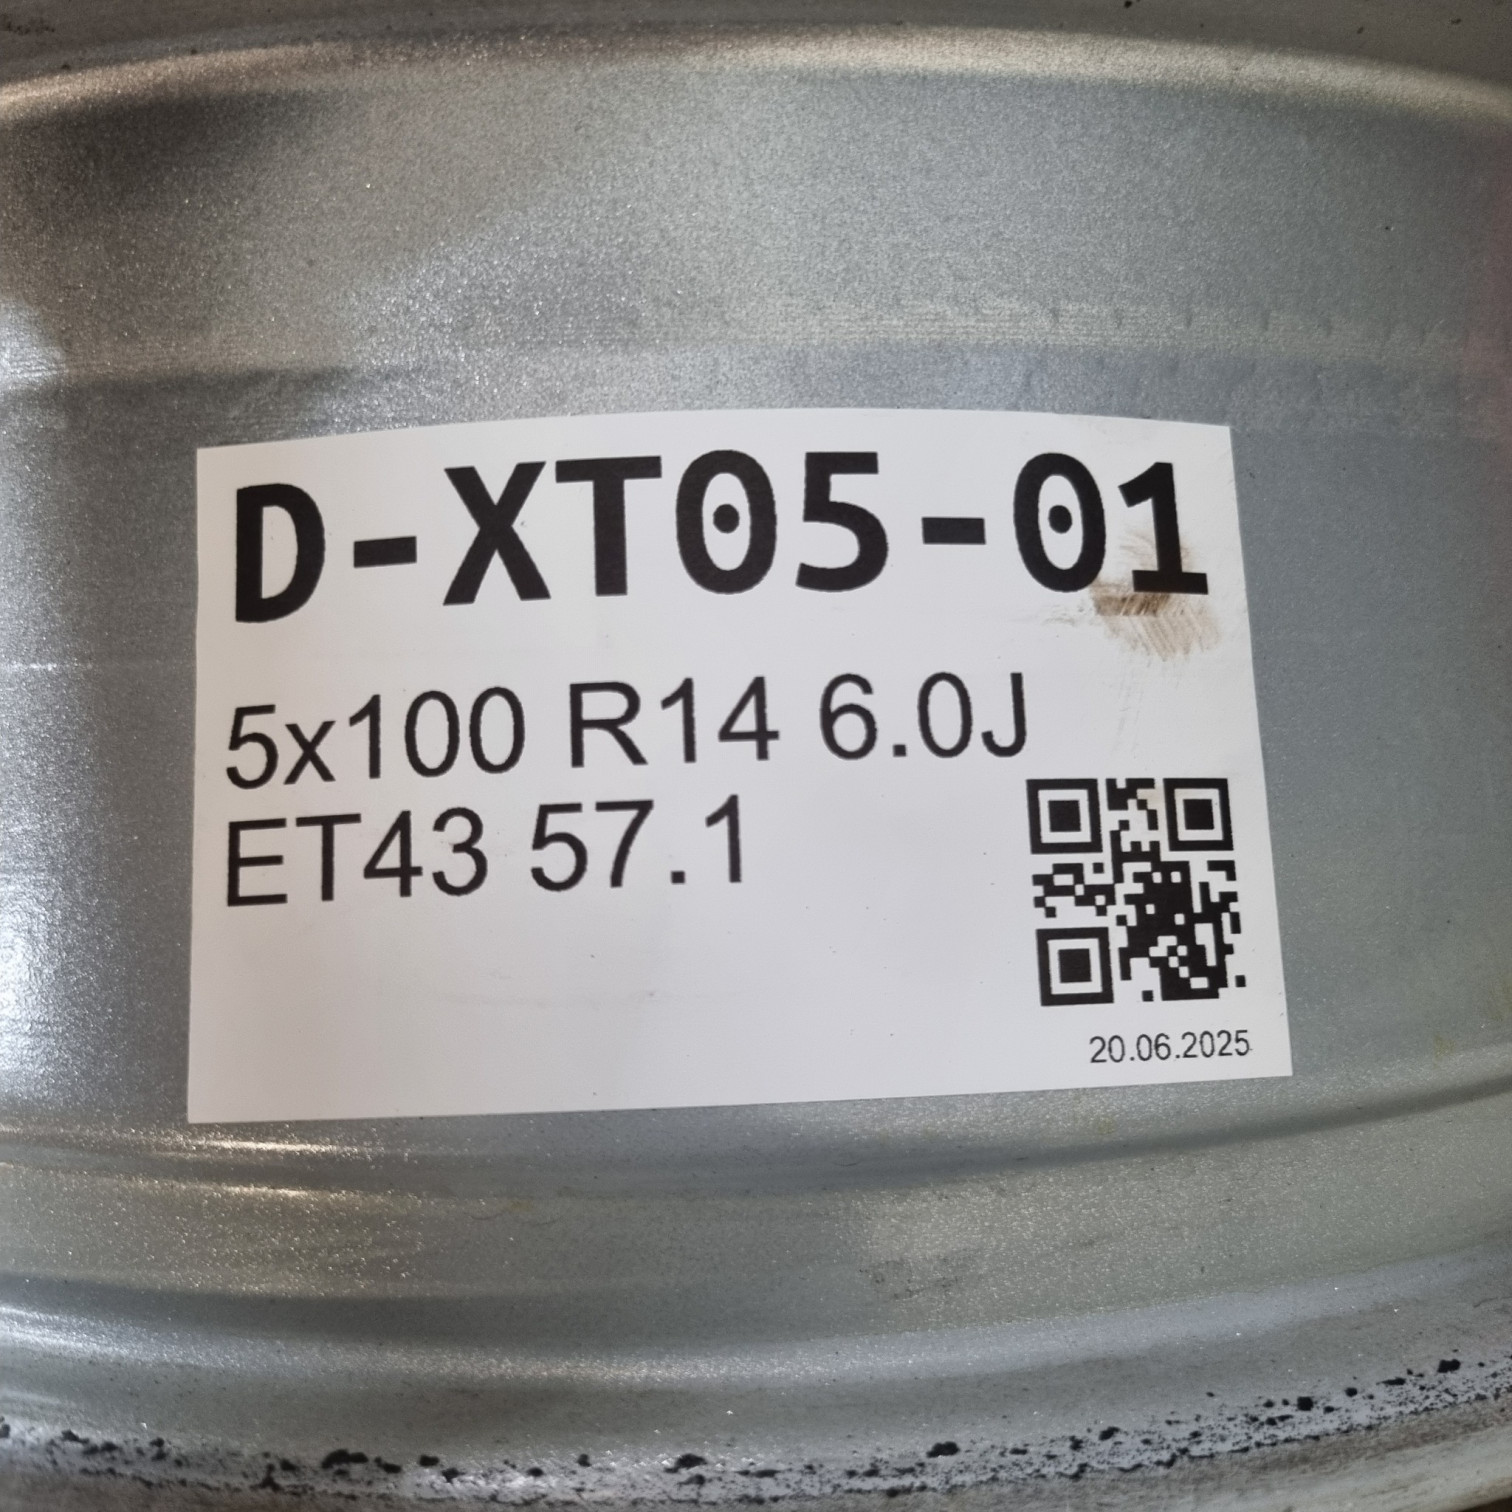 D-XT05-01
5x100 R14 6.0J
ET43 57.1
20.06.2025